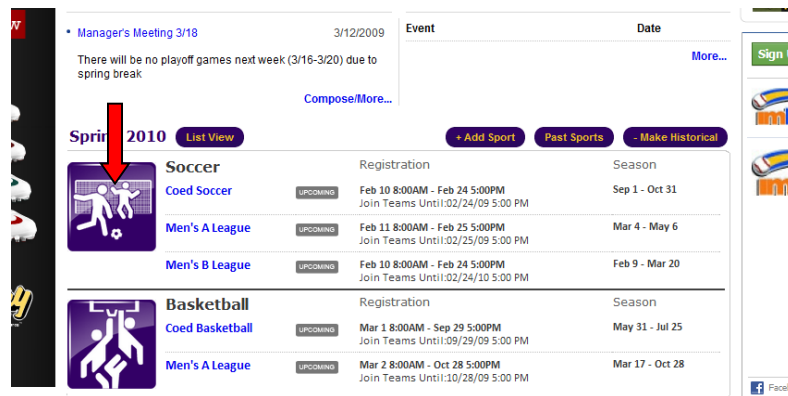 Manager's Meeting 3/18 3/12/2009
There will be no playoff games next week (3/16-3/20) due to
spring break
Compose/More...
Event Date
More...
Sign
Spring 2010 List View + Add Sport Past Sports - Make Historical
Soccer Registration Season
Coed Soccer UPCOMING Feb 10 8:00AM - Feb 24 5:00PM Sep 1 - Oct 31
Join Teams Until:02/24/09 5:00 PM
Men's A League UPCOMING Feb 11 8:00AM - Feb 25 5:00PM Mar 4 - May 6
Join Teams Until:02/25/09 5:00 PM
Men's B League UPCOMING Feb 10 8:00AM - Feb 24 5:00PM Feb 9 - Mar 20
Join Teams Until:02/24/10 5:00 PM
Basketball Registration Season
Coed Basketball UPCOMING Mar 1 8:00AM - Sep 29 5:00PM May 31 - Jul 25
Join Teams Until:09/29/09 5:00 PM
Men's A League UPCOMING Mar 2 8:00AM - Oct 28 5:00PM Mar 17 - Oct 28
Join Teams Until:10/28/09 5:00 PM